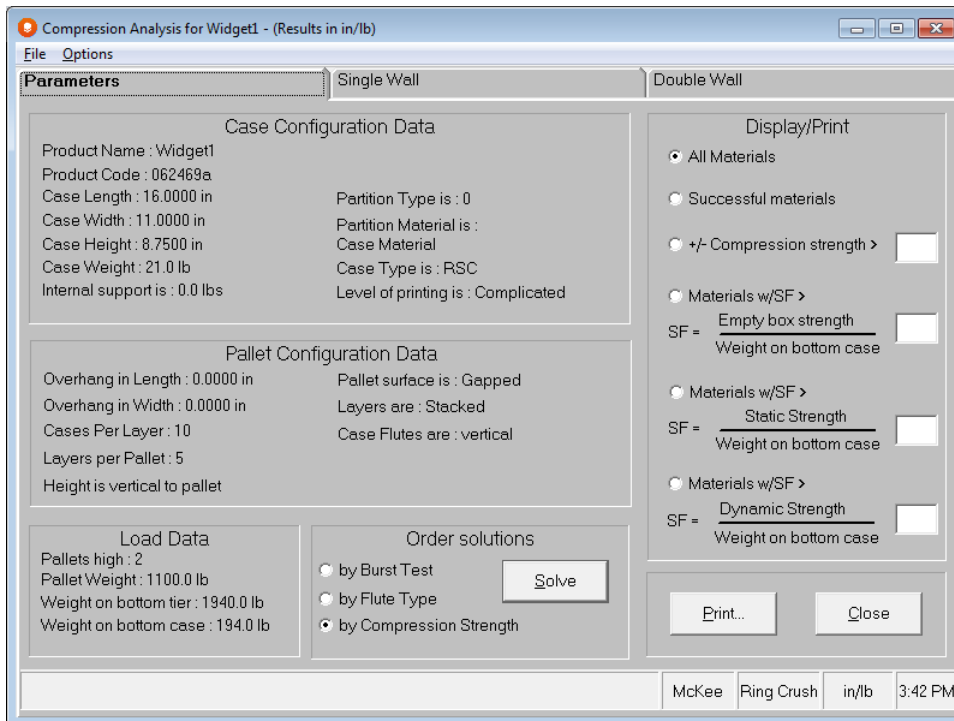 Compression Analysis for Widget1 - (Results in in/lb)
File Options
Parameters
Single Wall
Double Wall
Case Configuration Data
Product Name : Widget1
Product Code : 062469a
Case Length : 16.0000 in
Case Width : 11.0000 in
Case Height : 8.7500 in
Case Weight : 21.0 lb
Internal support is : 0.0 lbs
Partition Type is : 0
Partition Material is :
Case Material
Case Type is : RSC
Level of printing is : Complicated
Pallet Configuration Data
Overhang in Length : 0.0000 in
Overhang in Width : 0.0000 in
Cases Per Layer : 10
Layers per Pallet : 5
Height is vertical to pallet
Pallet surface is : Gapped
Layers are : Stacked
Case Flutes are : vertical
Load Data
Pallets high : 2
Pallet Weight : 1100.0 lb
Weight on bottom tier : 1940.0 lb
Weight on bottom case : 194.0 lb
Order solutions
by Burst Test
by Flute Type
by Compression Strength
Solve
Display/Print
All Materials
Successful materials
+/- Compression strength >
Materials w/SF >
SF = Empty box strength
Weight on bottom case
Materials w/SF >
SF = Static Strength
Weight on bottom case
Materials w/SF >
SF = Dynamic Strength
Weight on bottom case
Print...
Close
McKee
Ring Crush
in/lb
3:42 PM